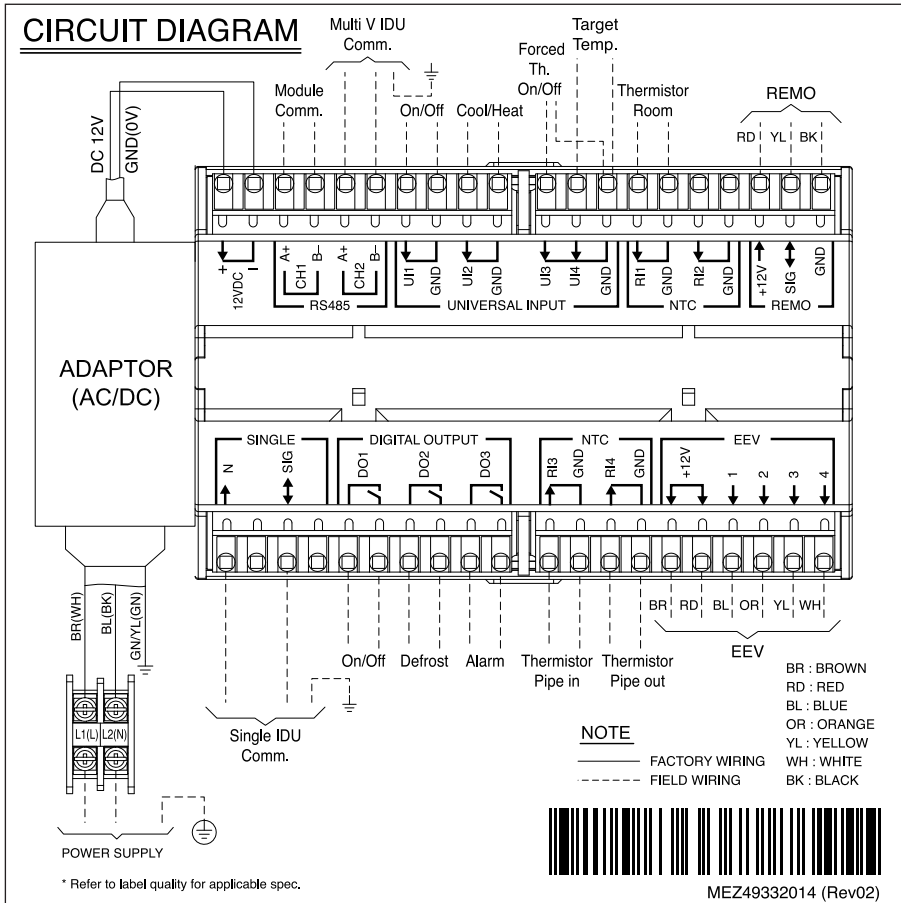 CIRCUIT DIAGRAM
Multi V IDU
Comm.
Target
Temp.
Forced
Th.
On/Off
Module
Comm.
On/Off
Cool/Heat
Thermistor
Room
REMO
RD
YL
BK
DC 12V
GND(0V)
+
−
12VDC
A+
B−
CH1
A+
B−
CH2
RS485
UI1
GND
UI2
GND
UI3
UI4
GND
UNIVERSAL INPUT
RI1
GND
RI2
GND
NTC
+12V
SIG
GND
REMO
ADAPTOR
(AC/DC)
SINGLE
N
SIG
DIGITAL OUTPUT
DO1
DO2
DO3
NTC
RI3
GND
RI4
GND
EEV
+12V
1
2
3
4
BR
RD
BL
OR
YL
WH
EEV
BR(WH)
BL(BK)
GN/YL(GN)
On/Off
Defrost
Alarm
Thermistor
Pipe in
Thermistor
Pipe out
L1(L)
L2(N)
Single IDU
Comm.
BR : BROWN
RD : RED
BL : BLUE
OR : ORANGE
YL : YELLOW
WH : WHITE
BK : BLACK
NOTE
FACTORY WIRING
FIELD WIRING
POWER SUPPLY
* Refer to label quality for applicable spec.
MEZ49332014 (Rev02)